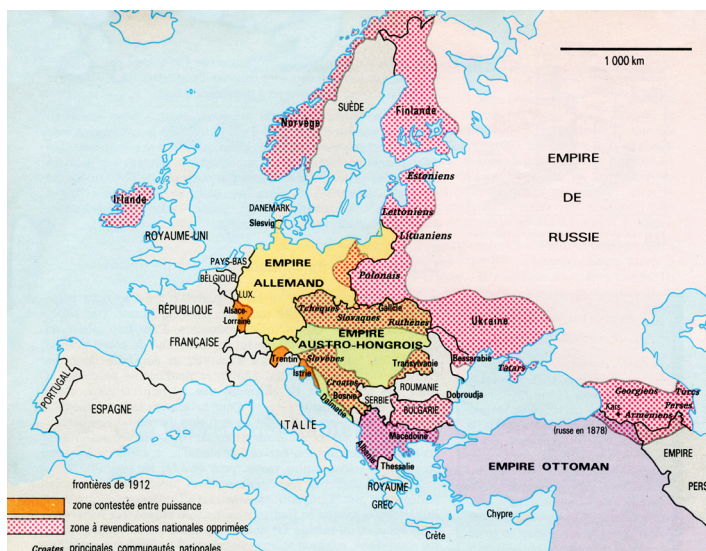 1 000 km
SUÈDE
Norvège
Finlande
EMPIRE
DE
RUSSIE
Estoniens
Lettoniens
Lituaniens
Irlande
ROYAUME-UNI
DANEMARK
Slesvig
PAYS-BAS
BELGIQUE
LUX.
EMPIRE
ALLEMAND
Polonais
RÉPUBLIQUE
FRANÇAISE
Alsace-
Lorraine
Tchèques
Slovaques
Galicie
Ruthènes
Ukraine
EMPIRE
AUSTRO-HONGROIS
Trentin
Istrie
Slovènes
Croates
Bosnie
Dalmatie
Transylvanie
Bessarabie
Tatars
ROUMANIE
Dobroudja
SERBIE
BULGARIE
PORTUGAL
ESPAGNE
ITALIE
Albanie
Macédoine
Thessalie
ROYAUME
GREC
Crète
Chypre
EMPIRE OTTOMAN
Georgiens
Turcs
Perses
Kars
Arméniens
(russe en 1878)
EMPIRE
PERS
frontières de 1912
zone contestée entre puissance
zone à revendications nationales opprimées
Croates principales communautés nationales